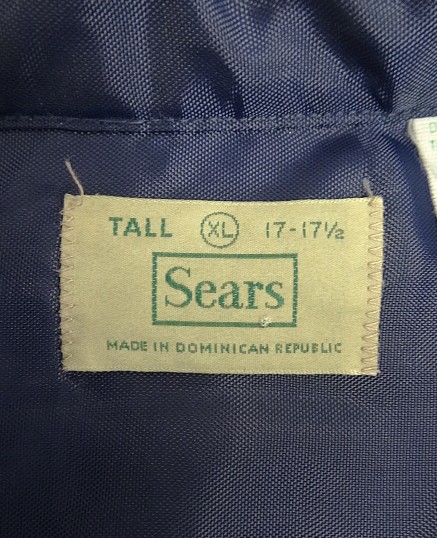 TALL XL 17-17½
Sears
MADE IN DOMINICAN REPUBLIC